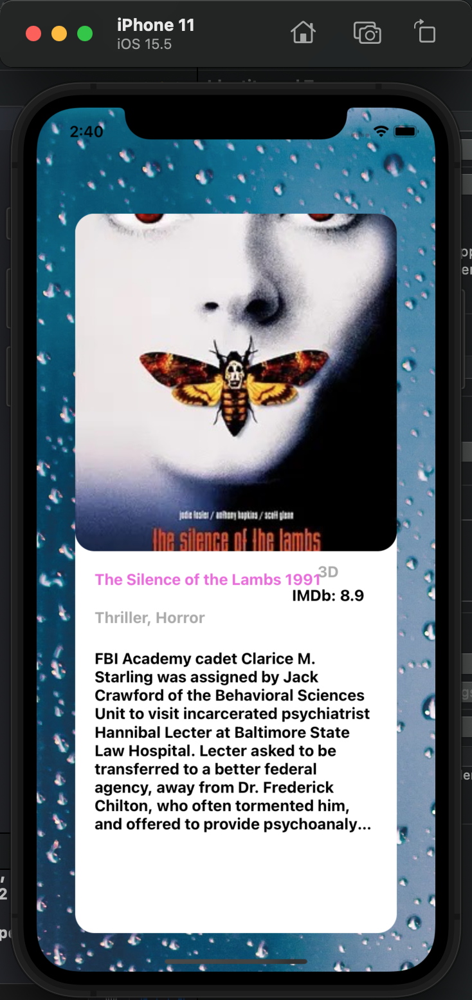 iPhone 11
iOS 15.5
2:40
jodie foster / anthony hopkins / scott glenn
the silence of the lambs
The Silence of the Lambs 1991
3D
IMDb: 8.9
Thriller, Horror
FBI Academy cadet Clarice M.
Starling was assigned by Jack
Crawford of the Behavioral Sciences
Unit to visit incarcerated psychiatrist
Hannibal Lecter at Baltimore State
Law Hospital. Lecter asked to be
transferred to a better federal
agency, away from Dr. Frederick
Chilton, who often tormented him,
and offered to provide psychoanaly...